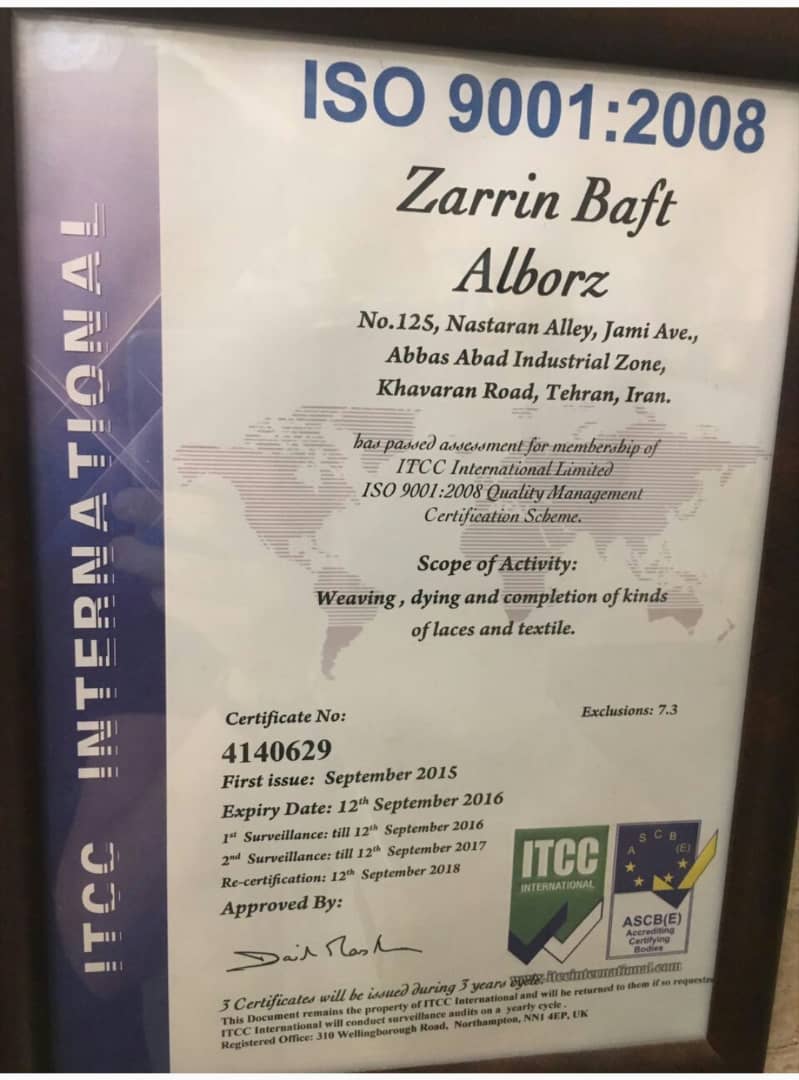 ITCC INTERNATIONAL
ISO 9001:2008
Zarrin Baft
Alborz
No.125, Nastaran Alley, Jami Ave.,
Abbas Abad Industrial Zone,
Khavaran Road, Tehran, Iran.
has passed assessment for membership of
ITCC International Limited
ISO 9001:2008 Quality Management
Certification Scheme.
Scope of Activity:
Weaving , dying and completion of kinds
of laces and textile.
Certificate No:
Exclusions: 7.3
4140629
First issue: September 2015
Expiry Date: 12th September 2016
1st Surveillance: till 12th September 2016
2nd Surveillance: till 12th September 2017
Re-certification: 12th September 2018
Approved By:
ITCC
INTERNATIONAL
A S C B (E)
ASCB(E)
Accrediting
Certifying
Bodies
www.itccinternational.com
3 Certificates will be issued during 3 years cycle.
This Document remains the property of ITCC International and will be returned to them if so requested
ITCC International will conduct surveillance audits on a yearly cycle .
Registered Office: 310 Wellingborough Road, Northampton, NN1 4EP, UK